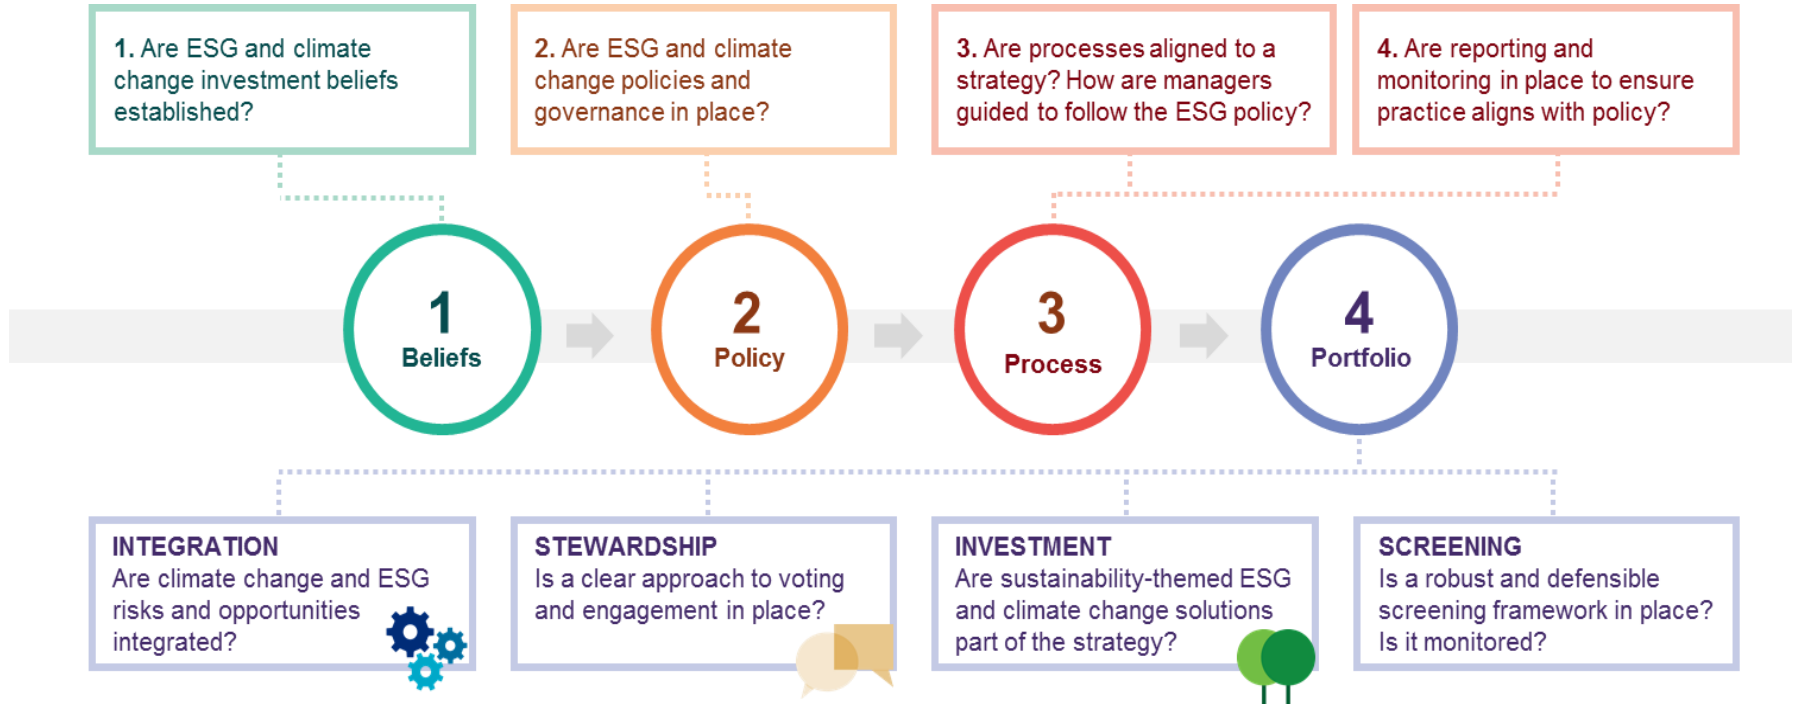 1. Are ESG and climate
change investment beliefs
established?
2. Are ESG and climate
change policies and
governance in place?
3. Are processes aligned to a
strategy? How are managers
guided to follow the ESG policy?
4. Are reporting and
monitoring in place to ensure
practice aligns with policy?
1
Beliefs
2
Policy
3
Process
4
Portfolio
INTEGRATION
Are climate change and ESG
risks and opportunities
integrated?
STEWARDSHIP
Is a clear approach to voting
and engagement in place?
INVESTMENT
Are sustainability-themed ESG
and climate change solutions
part of the strategy?
SCREENING
Is a robust and defensible
screening framework in place?
Is it monitored?